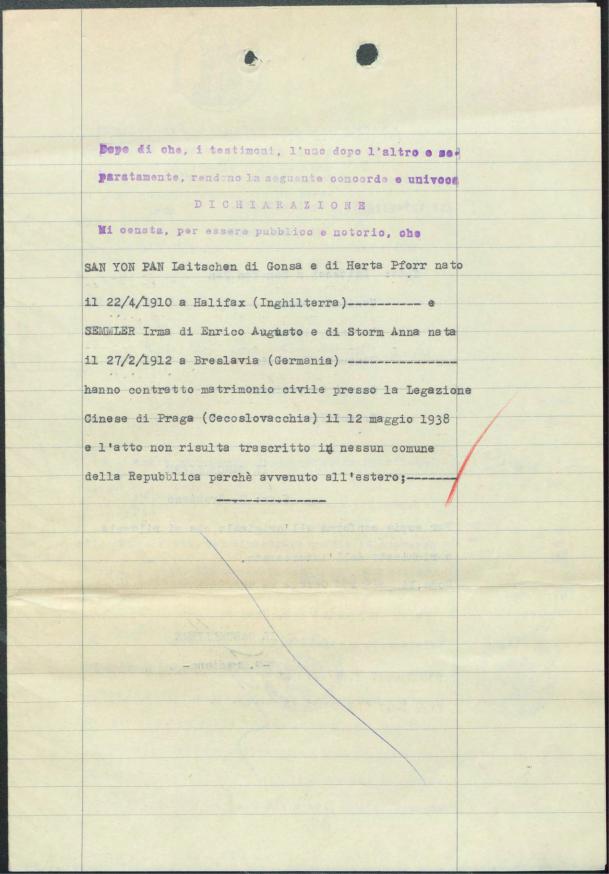 Dopo di che, i testimoni, l'uno dopo l'altro e se-
paratamente, rendono la seguente concorde e univoca
DICHIARAZIONE
Mi consta, per essere pubblico e notorio, che
SAN YON PAN Laitschen di Gonsa e di Herta Pforr nato
il 22/4/1910 a Halifax (Inghilterra)---------- e
SEMMLER Irma di Enrico Augusto e di Storm Anna nata
il 27/2/1912 a Breslavia (Germania) ---------------
hanno contratto matrimonio civile presso la Legazione
Cinese di Praga (Cecoslovacchia) il 12 maggio 1938
e l'atto non risulta trascritto in nessun comune
della Repubblica perchè avvenuto all'estero;-------
---------------